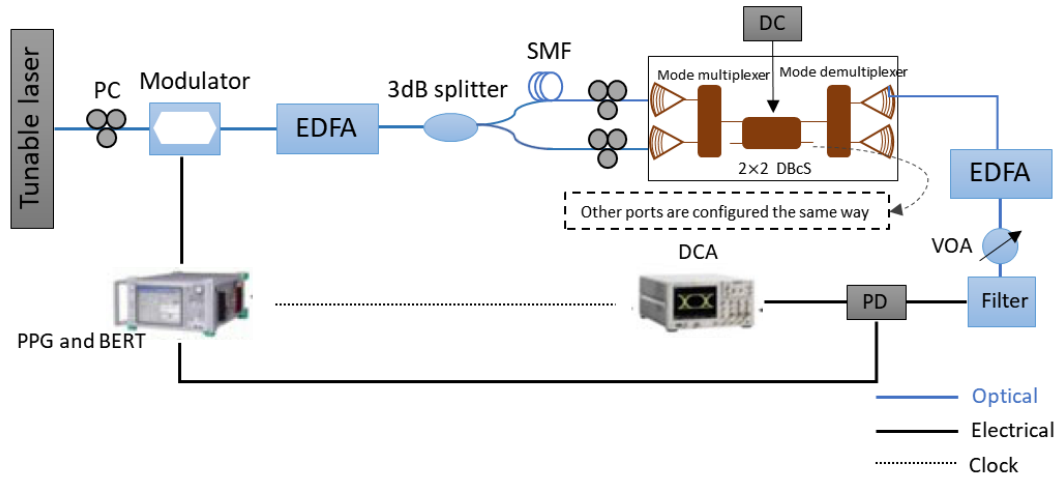 Tunable laser
PC
Modulator
EDFA
3dB splitter
SMF
DC
Mode multiplexer
Mode demultiplexer
2×2 DBcS
EDFA
Other ports are configured the same way
VOA
DCA
PD
Filter
PPG and BERT
Optical
Electrical
Clock